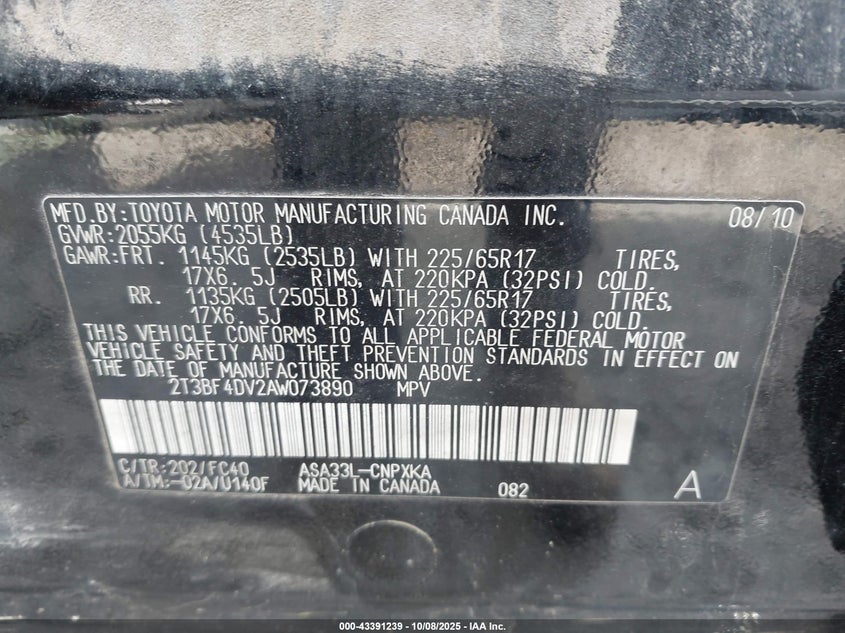 MFD.BY:TOYOTA MOTOR MANUFACTURING CANADA INC. 08/10
GVWR:2055KG (4535LB)
GAWR:FRT. 1145KG (2535LB) WITH 225/65R17 TIRES,
17X6.5J RIMS, AT 220KPA (32PSI) COLD.
RR. 1135KG (2505LB) WITH 225/65R17 TIRES,
17X6.5J RIMS, AT 220KPA (32PSI) COLD.
THIS VEHICLE CONFORMS TO ALL APPLICABLE FEDERAL MOTOR
VEHICLE SAFETY AND THEFT PREVENTION STANDARDS IN EFFECT ON
THE DATE OF MANUFACTURE SHOWN ABOVE.
2T3BF4DV2AW073890 MPV
C/TR:202/FC40 ASA33L-CNPXKA
A/TM:-02A/U140F MADE IN CANADA 082 A
000-43391239 - 10/08/2025 - IAA Inc.